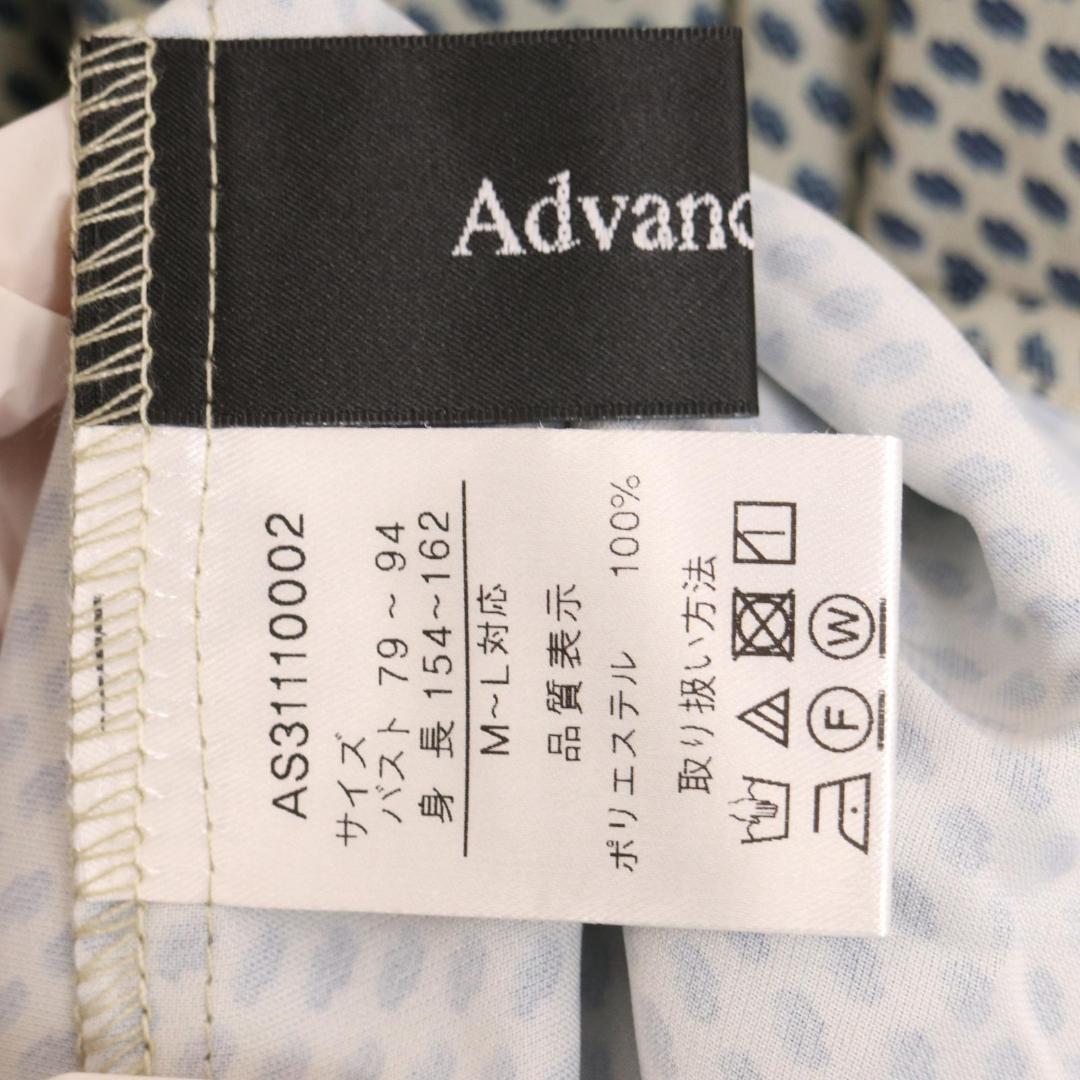 Advanc
AS3110002
サイズ
バスト 79～94
身長 154～162
M～L対応
品質表示
ポリエステル 100%
取り扱い方法
F W